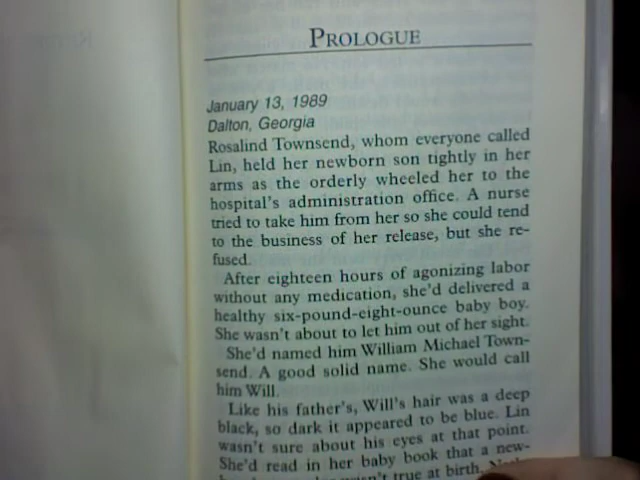 PROLOGUE
January 13, 1989
Dalton, Georgia
Rosalind Townsend, whom everyone called
Lin, held her newborn son tightly in her
arms as the orderly wheeled her to the
hospital's administration office. A nurse
tried to take him from her so she could tend
to the business of her release, but she re-
fused.
After eighteen hours of agonizing labor
without any medication, she'd delivered a
healthy six-pound-eight-ounce baby boy.
She wasn't about to let him out of her sight.
She'd named him William Michael Town-
send. A good solid name. She would call
him Will.
Like his father's, Will's hair was a deep
black, so dark it appeared to be blue. Lin
wasn't sure about his eyes at that point.
She'd read in her baby book that a new-
true at birth.